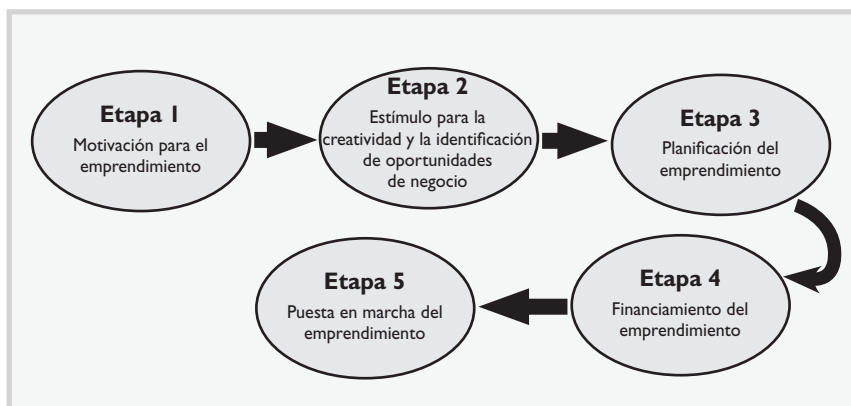 Etapa 1
Motivación para el
emprendimiento
Etapa 2
Estímulo para la
creatividad y la identificación
de oportunidades
de negocio
Etapa 3
Planificación del
emprendimiento
Etapa 4
Financiamiento del
emprendimiento
Etapa 5
Puesta en marcha del
emprendimiento